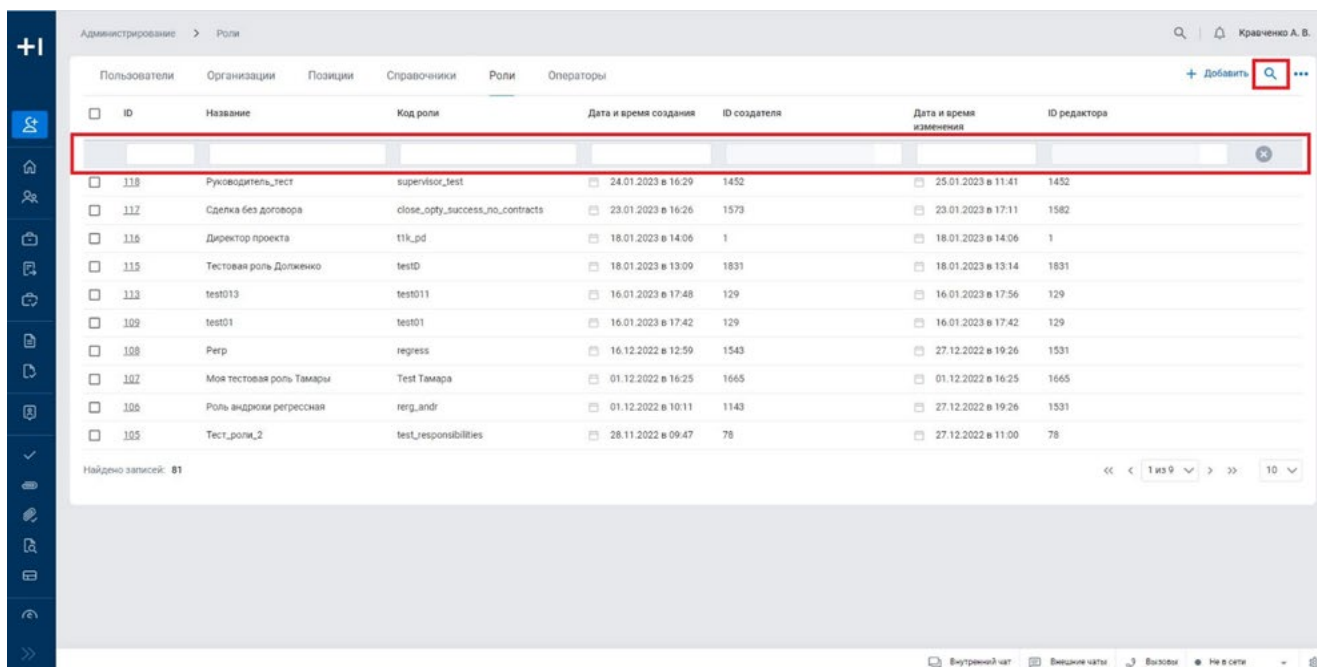 Администрирование > Роли Кравченко А. В.
Пользователи Организации Позиции Справочники Роли Операторы + Добавить
ID Название Код роли Дата и время создания ID создателя Дата и время изменения ID редактора
118 Руководитель_тест supervisor_test 24.01.2023 в 16:29 1452 25.01.2023 в 11:41 1452
117 Сделка без договора close_opty_success_no_contracts 23.01.2023 в 16:26 1573 23.01.2023 в 17:11 1582
116 Директор проекта t1k_pd 18.01.2023 в 14:06 1 18.01.2023 в 14:06 1
115 Тестовая роль Долженко testD 18.01.2023 в 13:09 1831 18.01.2023 в 13:14 1831
113 test013 test011 16.01.2023 в 17:48 129 16.01.2023 в 17:56 129
109 test01 test01 16.01.2023 в 17:42 129 16.01.2023 в 17:42 129
108 Регр regress 16.12.2022 в 12:59 1543 27.12.2022 в 19:26 1531
107 Моя тестовая роль Тамары Test Тамара 01.12.2022 в 16:25 1665 01.12.2022 в 16:25 1665
106 Роль андрюхи регрессная rerg_andr 01.12.2022 в 10:11 1143 27.12.2022 в 19:26 1531
105 Тест_роли_2 test_responsibilities 28.11.2022 в 09:47 78 27.12.2022 в 11:00 78
Найдено записей: 81 << < 1 из 9 > >> 10
Внутренний чат Внешние чаты Вызовы Не в сети